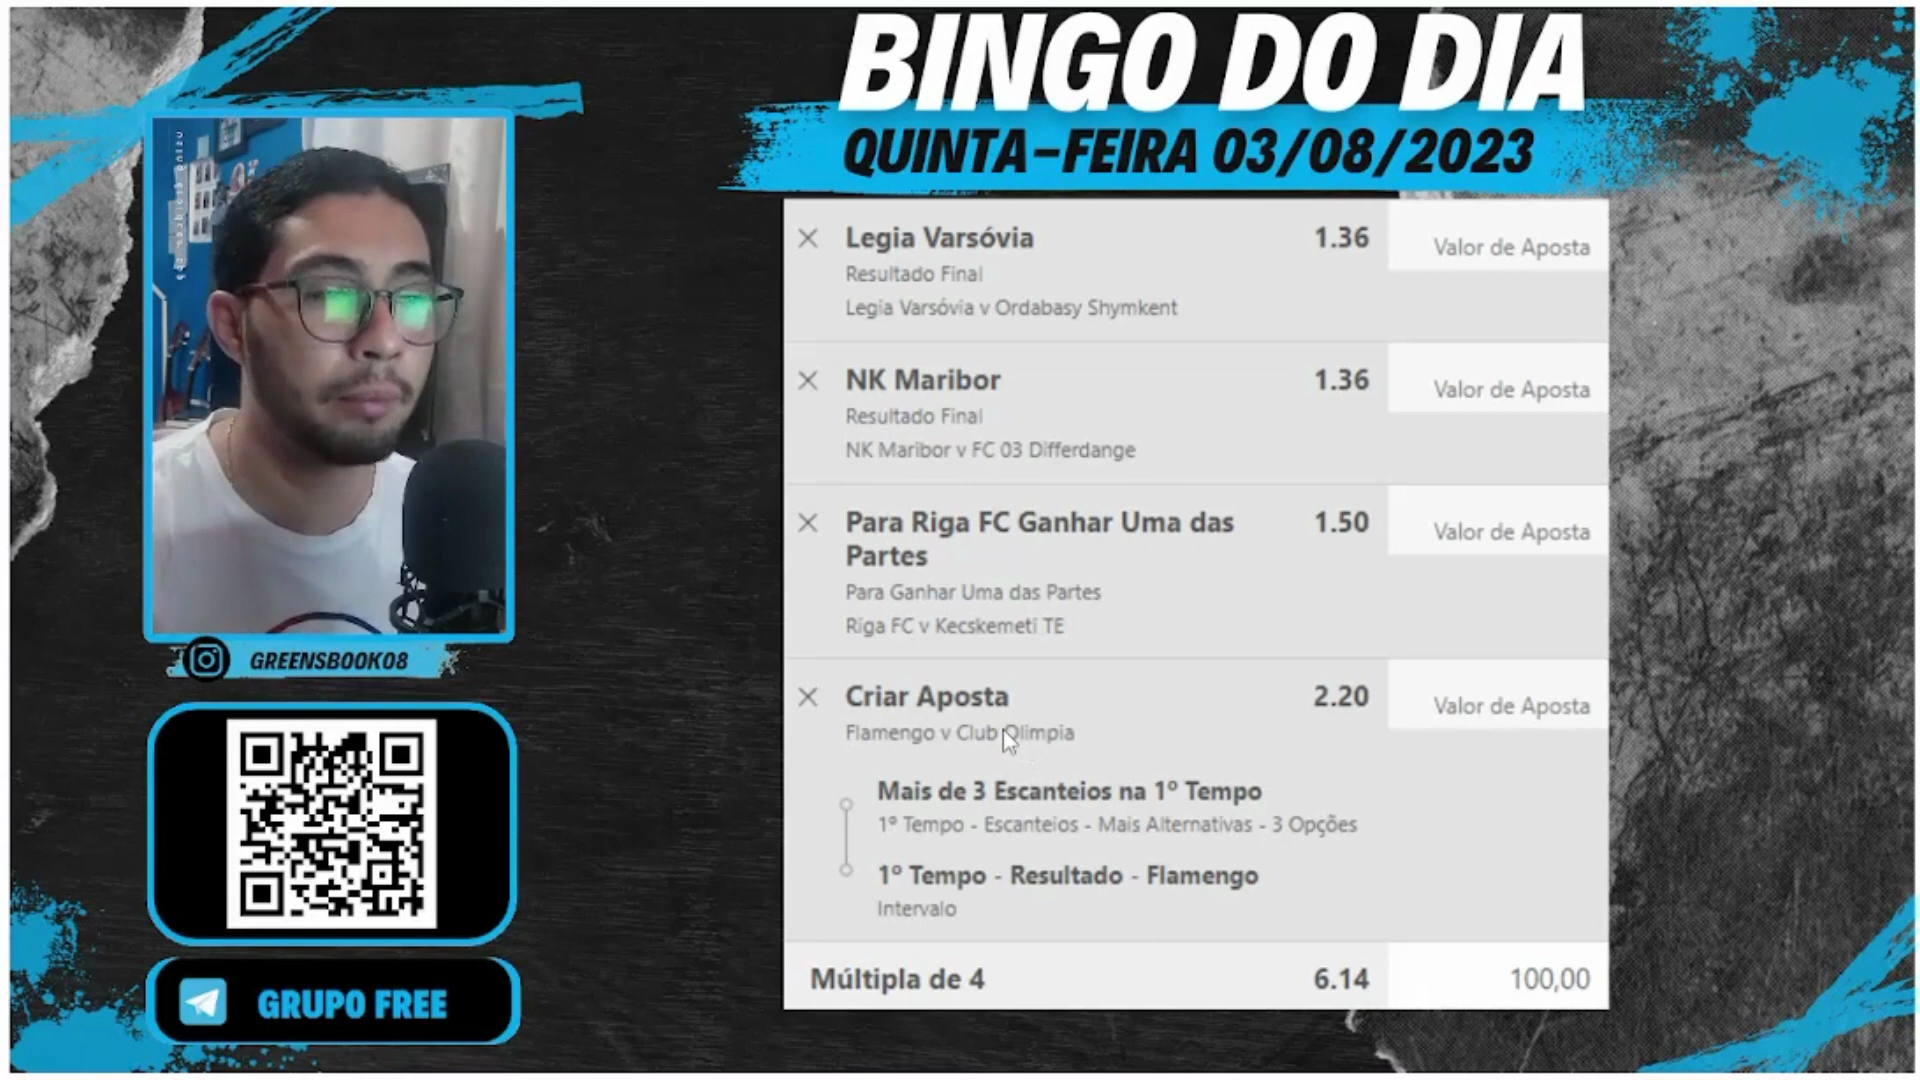 BINGO DO DIA
QUINTA-FEIRA 03/08/2023
Legia Varsóvia 1.36 Valor de Aposta
Resultado Final
Legia Varsóvia v Ordabasy Shymkent
NK Maribor 1.36 Valor de Aposta
Resultado Final
NK Maribor v FC 03 Differdange
Para Riga FC Ganhar Uma das 1.50 Valor de Aposta
Partes
Para Ganhar Uma das Partes
Riga FC v Kecskemeti TE
Criar Aposta 2.20 Valor de Aposta
Flamengo v Club Olimpia
Mais de 3 Escanteios na 1º Tempo
1º Tempo - Escanteios - Mais Alternativas - 3 Opções
1º Tempo - Resultado - Flamengo
Intervalo
Múltipla de 4 6.14 100,00
GREENSBOOK08
GRUPO FREE